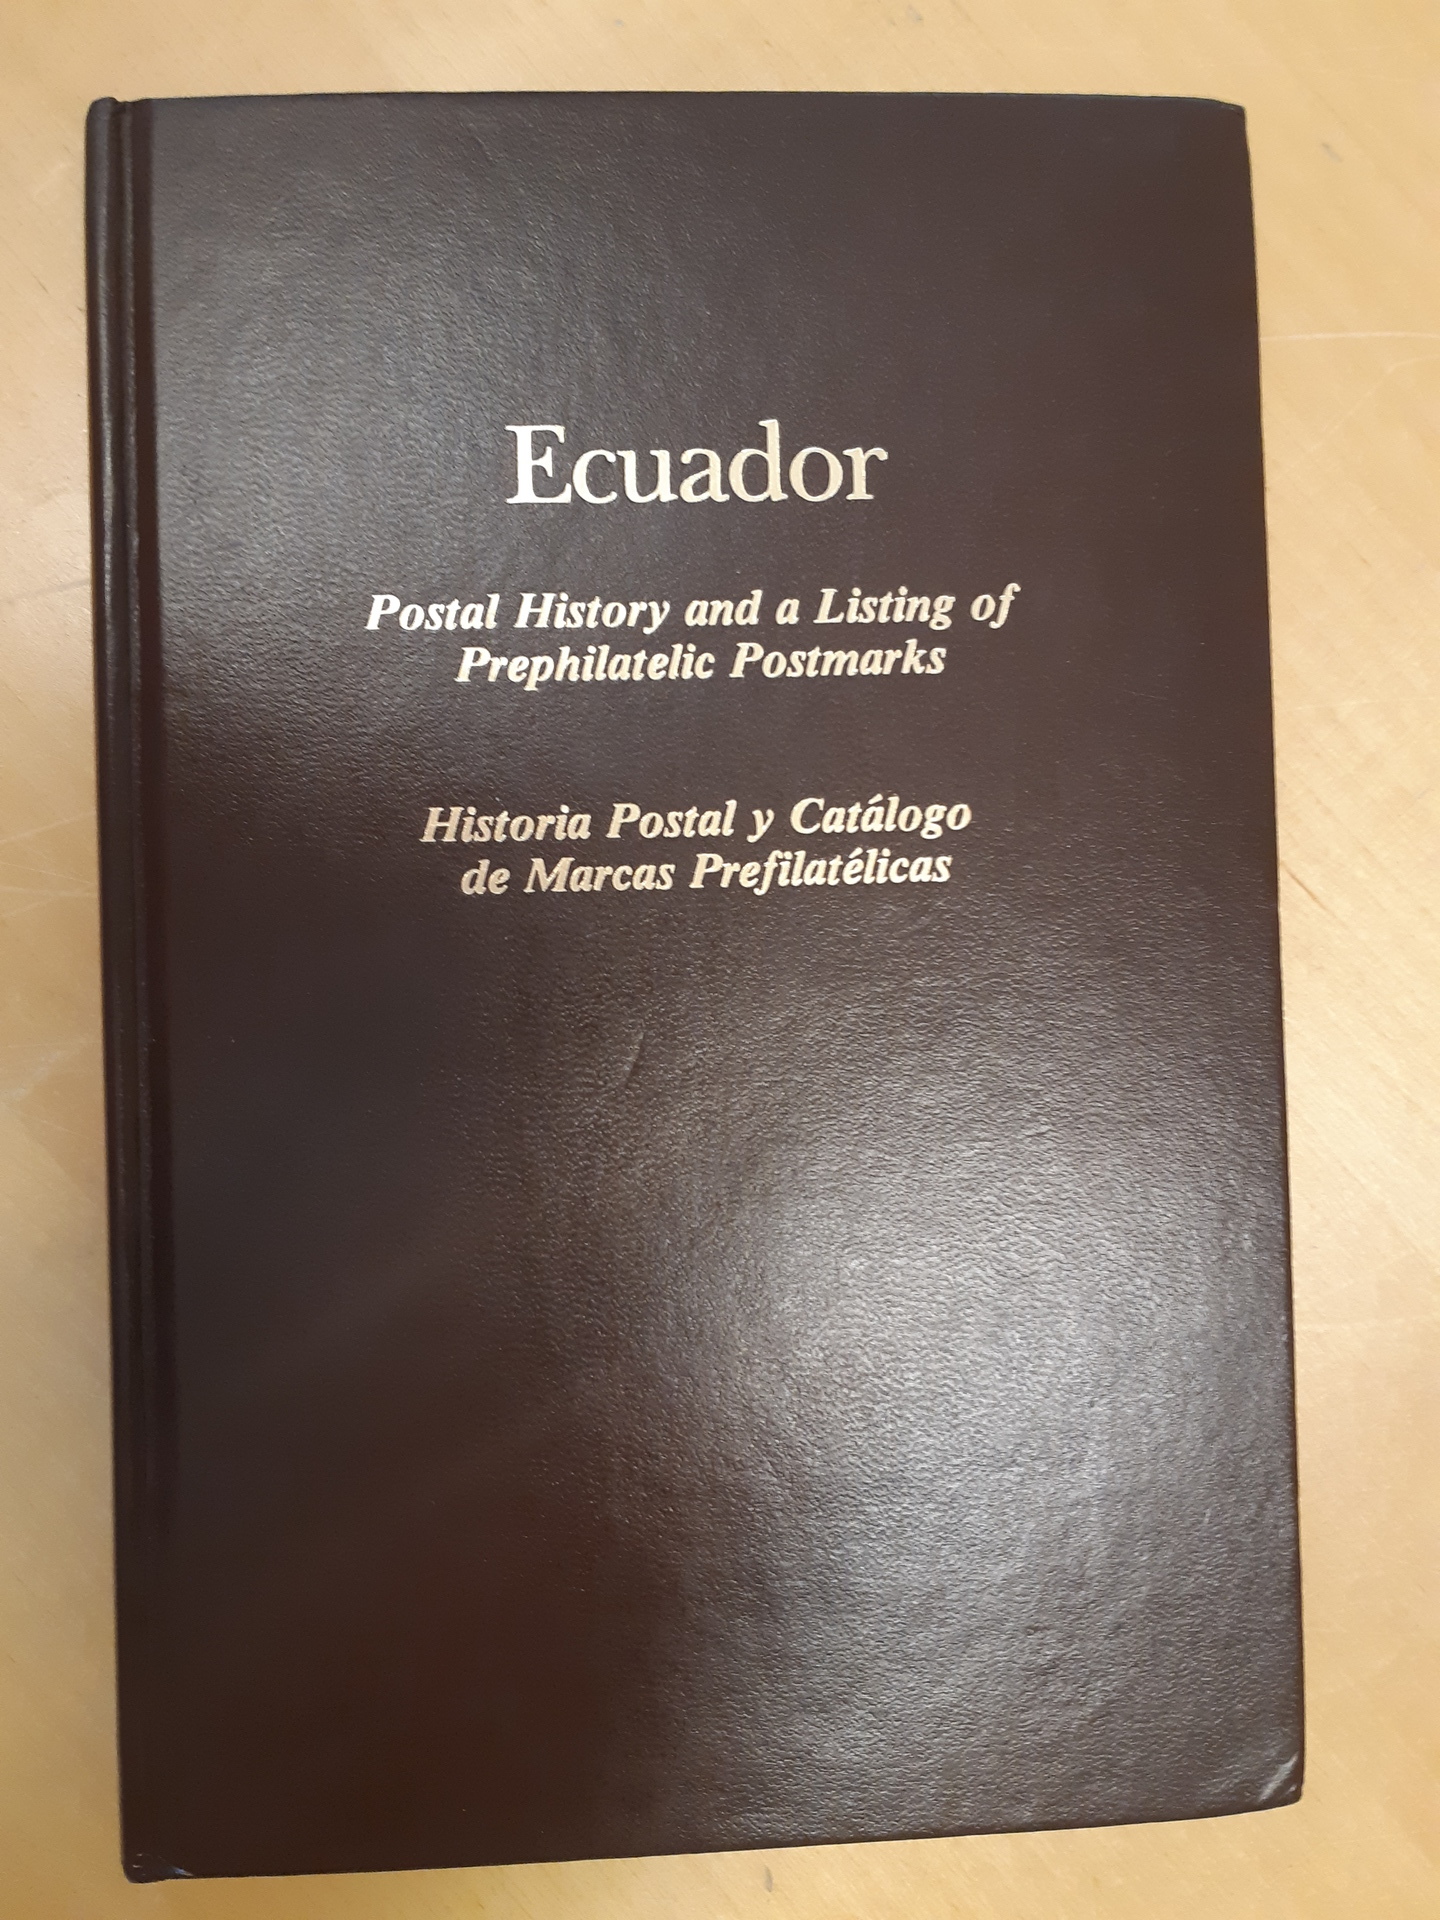 Ecuador
Postal History and a Listing of
Prephilatelic Postmarks
Historia Postal y Catálogo
de Marcas Prefilatélicas